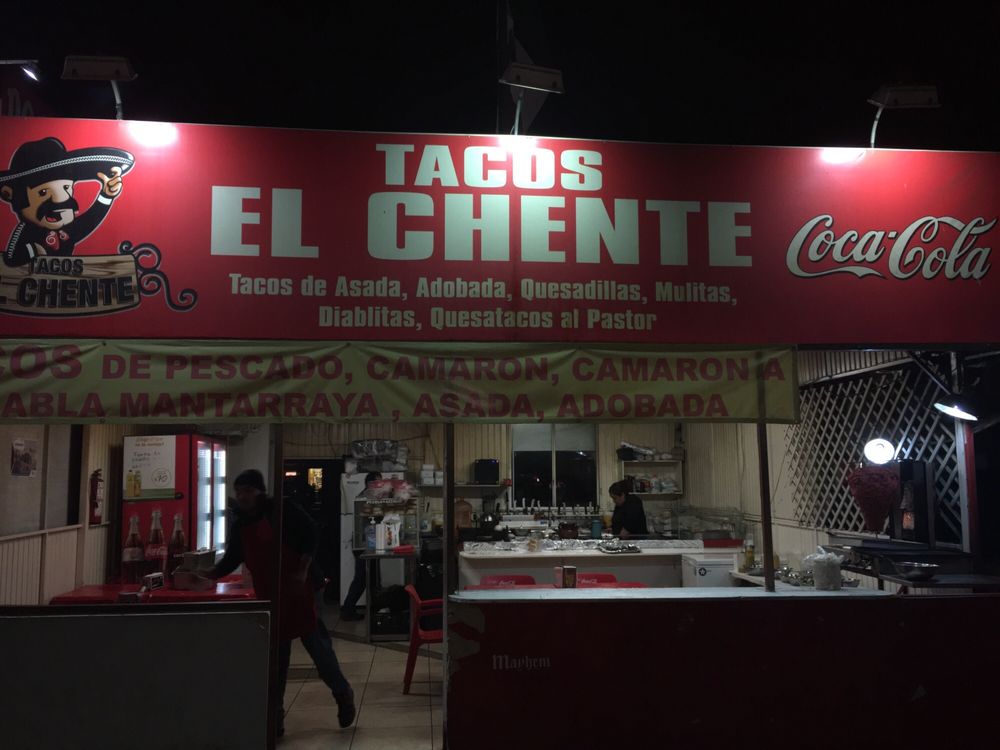 TACOS
EL CHENTE
Tacos de Asada, Adobada, Quesadillas, Mulitas,
Diablitas, Quesatacos al Pastor
Coca-Cola
TACOS
L CHENTE
COS DE PESCADO, CAMARON, CAMARON A
ABLA MANTARRAYA , ASADA, ADOBADA
Mayhem